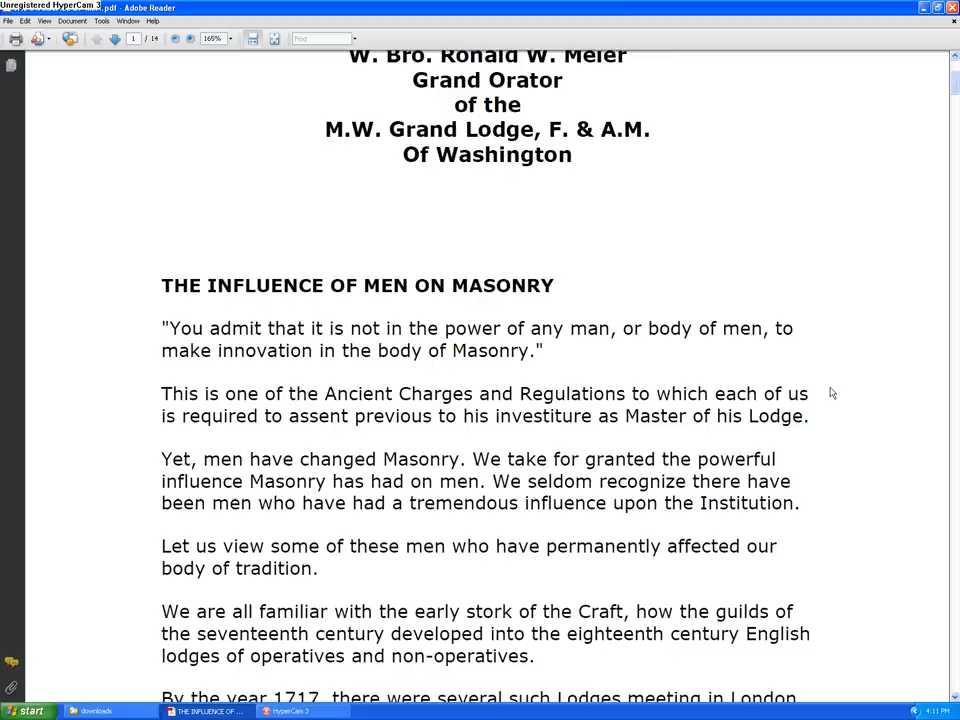 Unregistered HyperCam 3
.pdf - Adobe Reader
File Edit View Document Tools Window Help
1 / 14 165% Find
W. Bro. Ronald W. Meier
Grand Orator
of the
M.W. Grand Lodge, F. & A.M.
Of Washington
THE INFLUENCE OF MEN ON MASONRY
"You admit that it is not in the power of any man, or body of men, to
make innovation in the body of Masonry."
This is one of the Ancient Charges and Regulations to which each of us
is required to assent previous to his investiture as Master of his Lodge.
Yet, men have changed Masonry. We take for granted the powerful
influence Masonry has had on men. We seldom recognize there have
been men who have had a tremendous influence upon the Institution.
Let us view some of these men who have permanently affected our
body of tradition.
We are all familiar with the early stork of the Craft, how the guilds of
the seventeenth century developed into the eighteenth century English
lodges of operatives and non-operatives.
By the year 1717, there were several such Lodges meeting in London
start downloads THE INFLUENCE OF ... HyperCam 3 4:11 PM